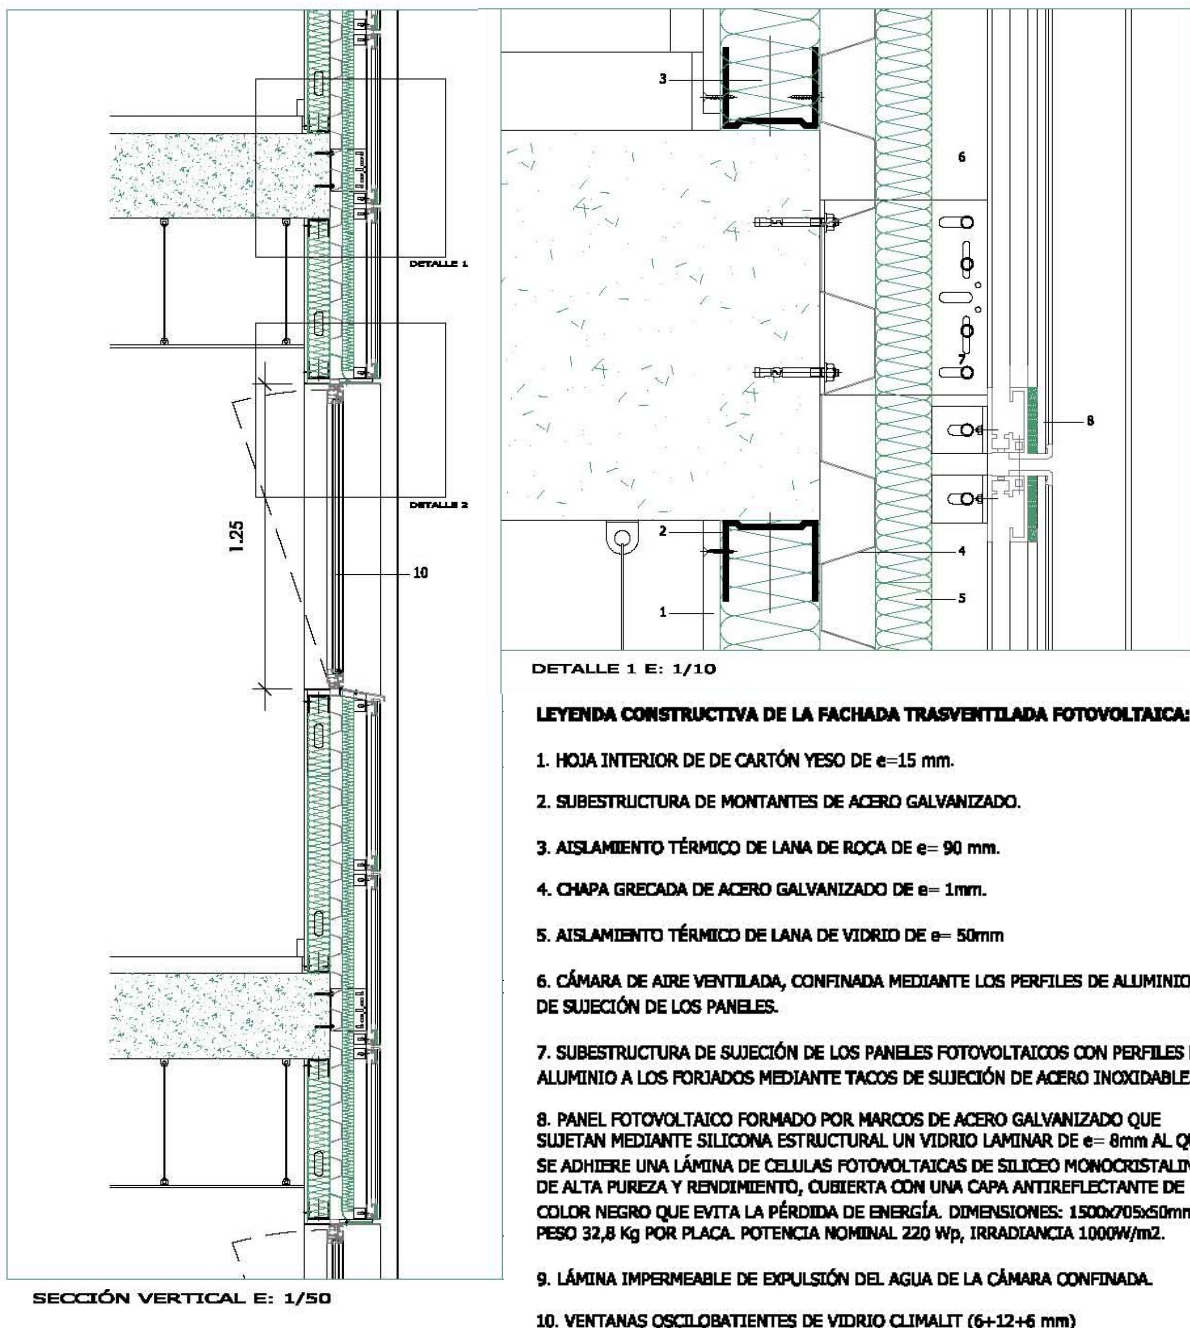 DETALLE 1
DETALLE 2
1.25
10
SECCIÓN VERTICAL E: 1/50
3
6
7
8
2
4
1
5
DETALLE 1 E: 1/10
LEYENDA CONSTRUCTIVA DE LA FACHADA TRASVENTILADA FOTOVOLTAICA:
1. HOJA INTERIOR DE DE CARTÓN YESO DE e=15 mm.
2. SUBESTRUCTURA DE MONTANTES DE ACERO GALVANIZADO.
3. AISLAMIENTO TÉRMICO DE LANA DE ROCA DE e= 90 mm.
4. CHAPA GRECADA DE ACERO GALVANIZADO DE e= 1mm.
5. AISLAMIENTO TÉRMICO DE LANA DE VIDRIO DE e= 50mm
6. CÁMARA DE AIRE VENTILADA, CONFINADA MEDIANTE LOS PERFILES DE ALUMINIO
DE SUJECIÓN DE LOS PANELES.
7. SUBESTRUCTURA DE SUJECIÓN DE LOS PANELES FOTOVOLTAICOS CON PERFILES
ALUMINIO A LOS FORJADOS MEDIANTE TACOS DE SUJECIÓN DE ACERO INOXIDABLE
8. PANEL FOTOVOLTAICO FORMADO POR MARCOS DE ACERO GALVANIZADO QUE
SUJETAN MEDIANTE SILICONA ESTRUCTURAL UN VIDRIO LAMINAR DE e= 8mm AL
SE ADHIERE UNA LÁMINA DE CELULAS FOTOVOLTAICAS DE SILICEO MONOCRISTALIN
DE ALTA PUREZA Y RENDIMIENTO, CUBIERTA CON UNA CAPA ANTIREFLECTANTE DE
COLOR NEGRO QUE EVITA LA PÉRDIDA DE ENERGÍA. DIMENSIONES: 1500x705x50mm
PESO 32,8 Kg POR PLACA. POTENCIA NOMINAL 220 Wp, IRRADIANCIA 1000W/m2.
9. LÁMINA IMPERMEABLE DE EXPULSIÓN DEL AGUA DE LA CÁMARA CONFINADA.
10. VENTANAS OSCILOBATIENTES DE VIDRIO CLIMALIT (6+12+6 mm)